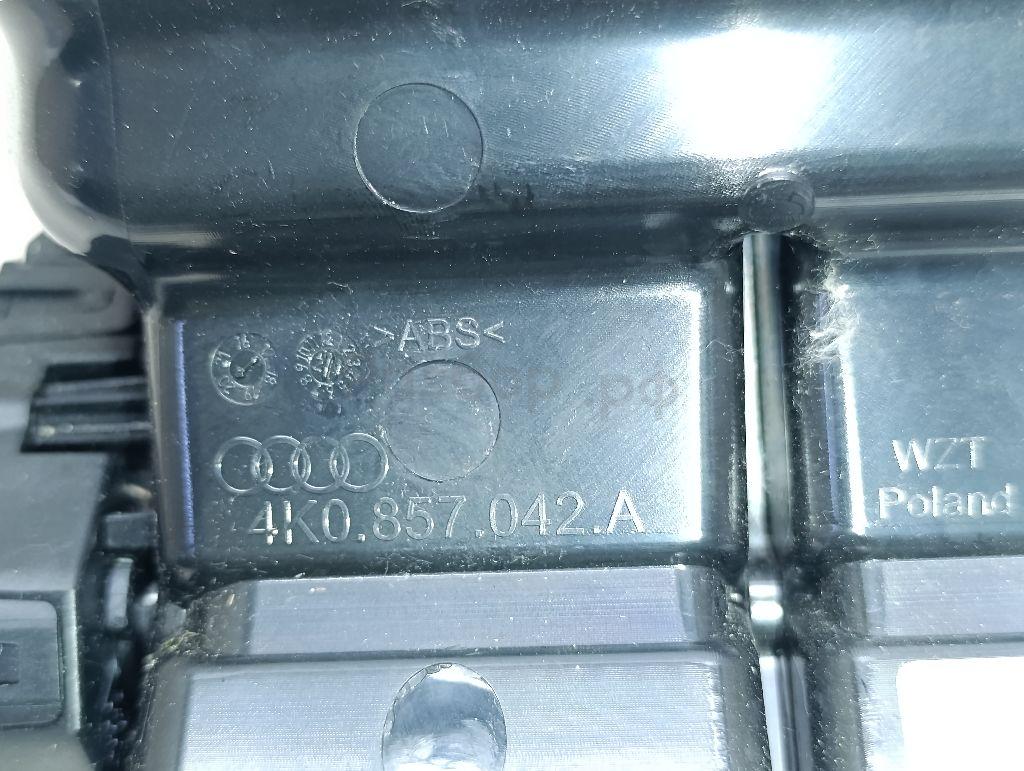 >ABS<
4K0.857.042.A
WZT
Poland